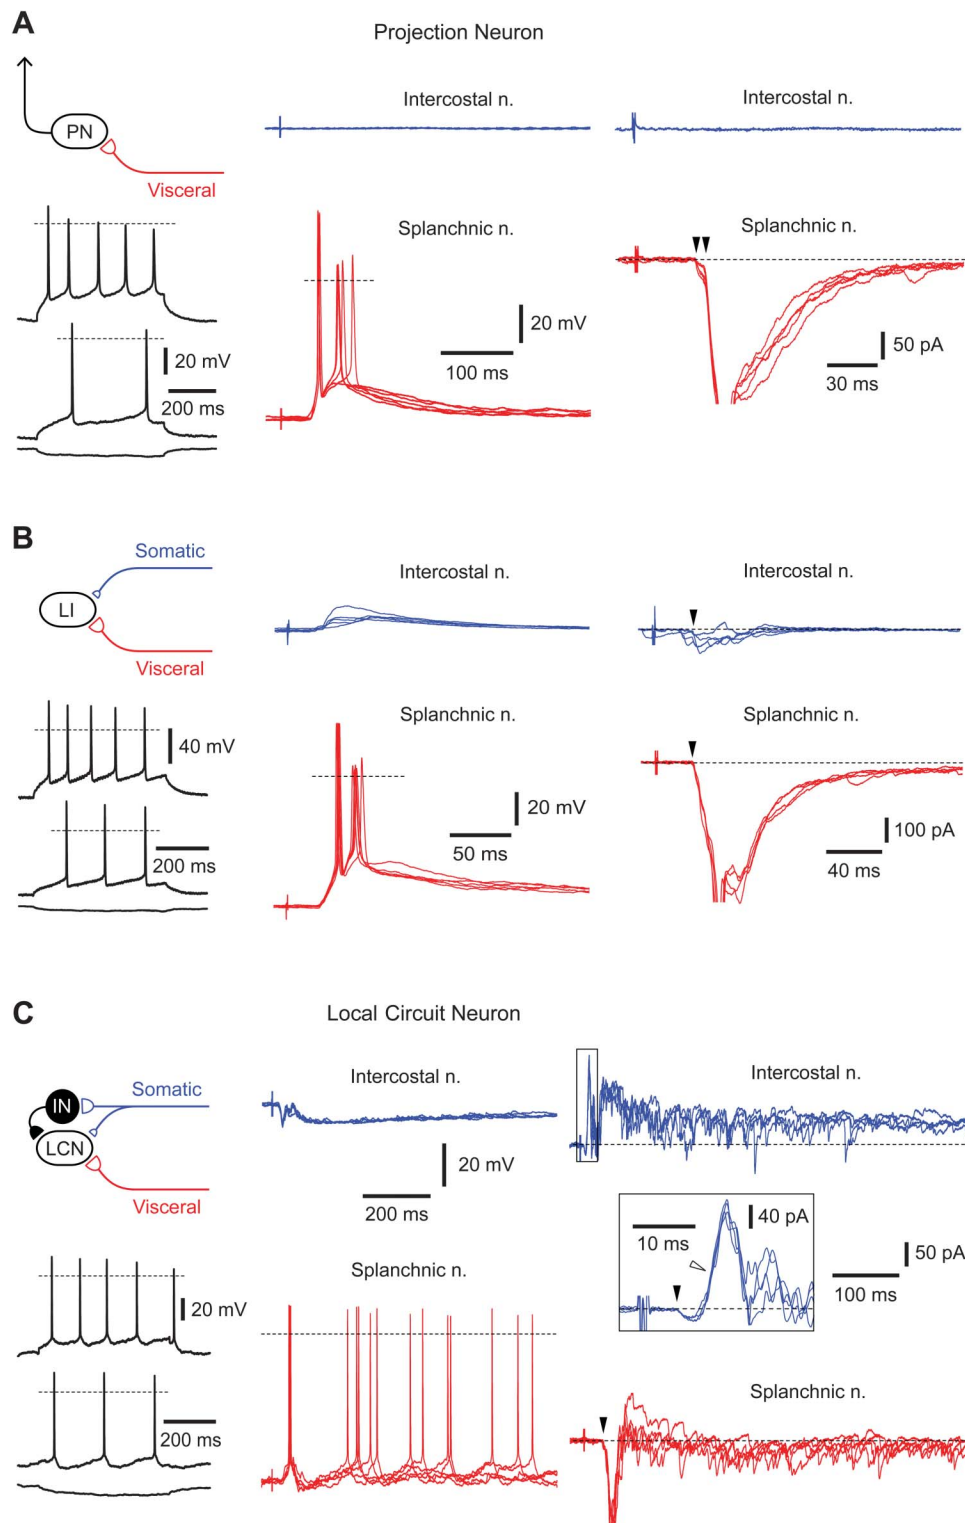 A
Projection Neuron
PN
Visceral
Intercostal n.
Intercostal n.
20 mV
200 ms
Splanchnic n.
20 mV
100 ms
Splanchnic n.
50 pA
30 ms
B
Somatic
LI
Visceral
Intercostal n.
Intercostal n.
40 mV
200 ms
Splanchnic n.
20 mV
50 ms
Splanchnic n.
100 pA
40 ms
C
Local Circuit Neuron
Somatic
IN
LCN
Visceral
Intercostal n.
20 mV
200 ms
Intercostal n.
10 ms
40 pA
50 pA
100 ms
20 mV
200 ms
Splanchnic n.
Splanchnic n.